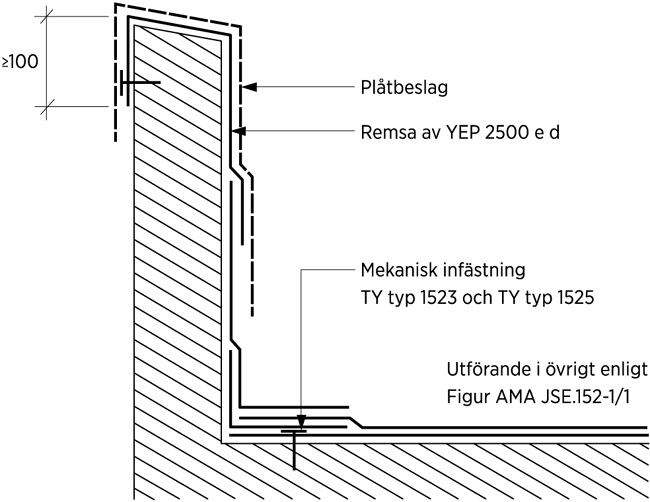 ≥100
Plåtbeslag
Remsa av YEP 2500 e d
Mekanisk infästning
TY typ 1523 och TY typ 1525
Utförande i övrigt enligt
Figur AMA JSE.152-1/1